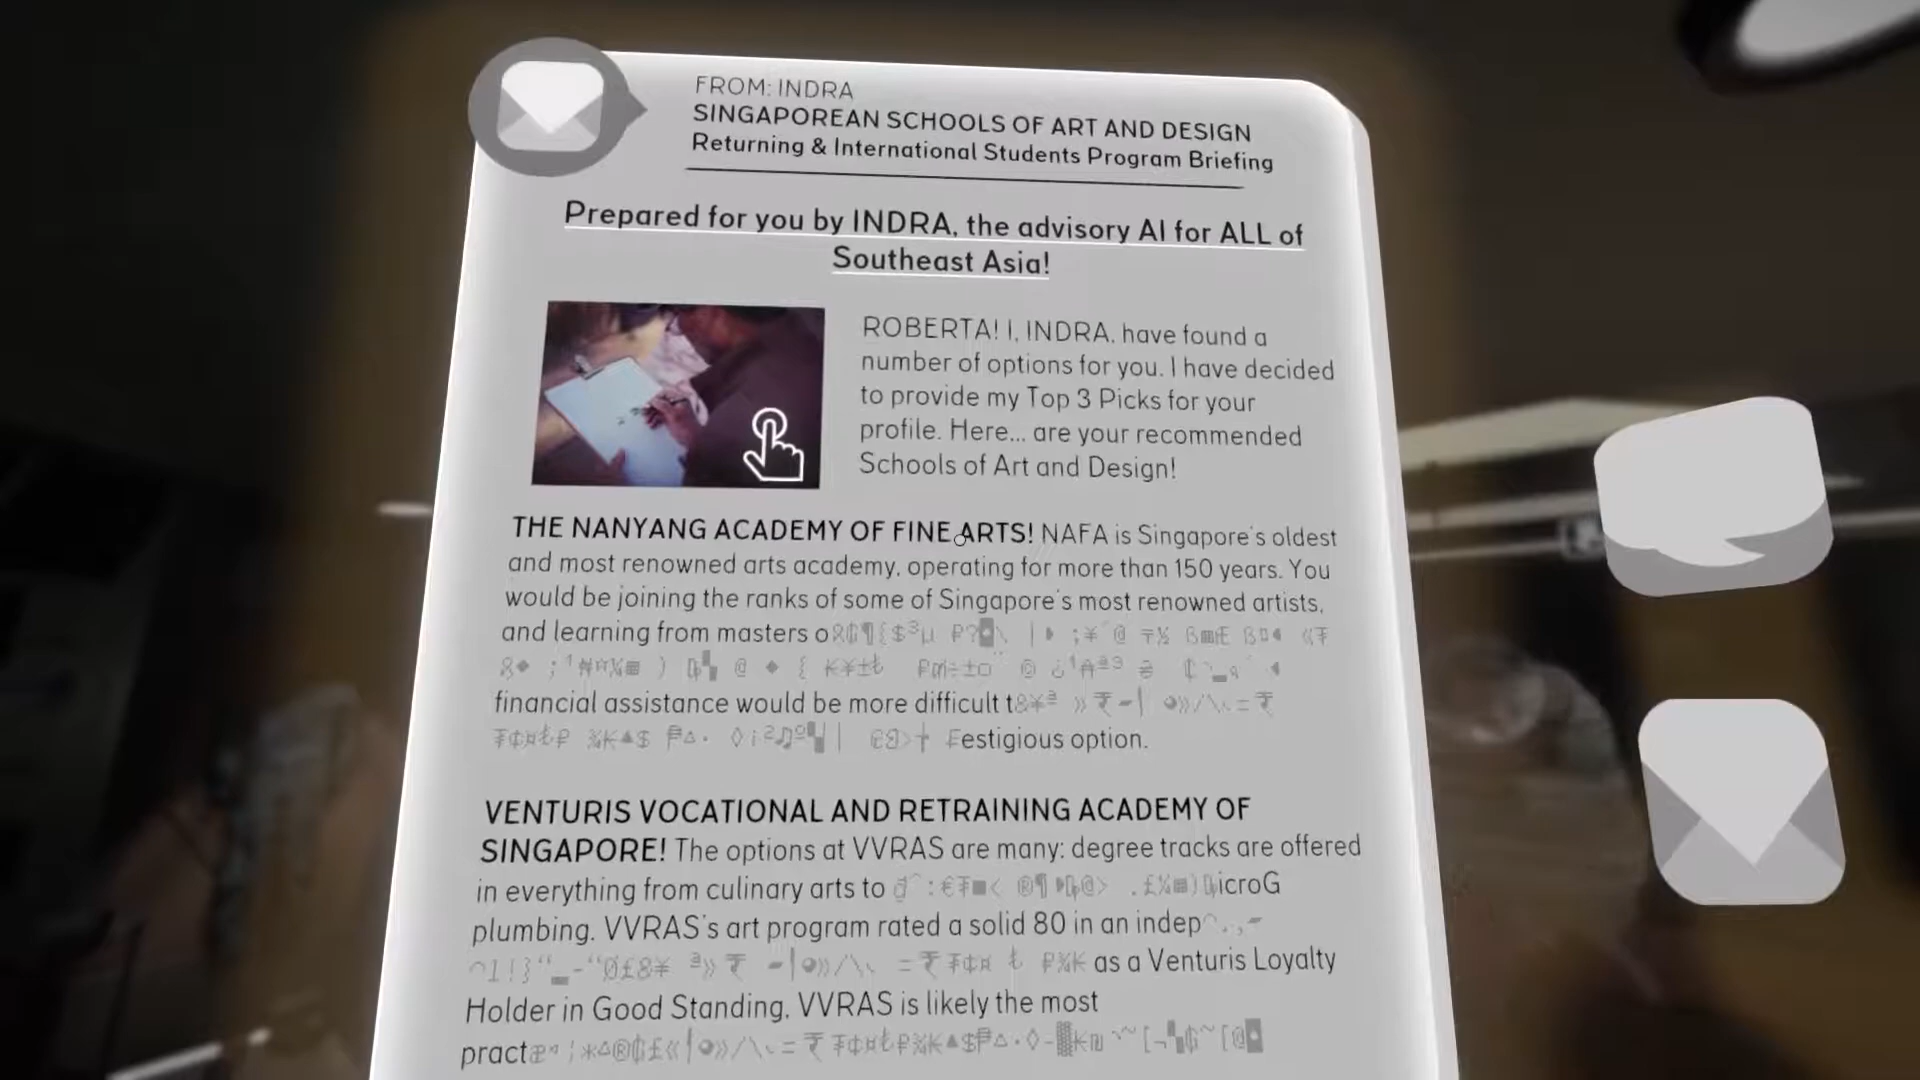 FROM: INDRA
SINGAPOREAN SCHOOLS OF ART AND DESIGN
Returning & International Students Program Briefing
Prepared for you by INDRA, the advisory AI for ALL of
Southeast Asia!
ROBERTA! I, INDRA, have found a
number of options for you. I have decided
to provide my Top 3 Picks for your
profile. Here... are your recommended
Schools of Art and Design!
THE NANYANG ACADEMY OF FINE ARTS! NAFA is Singapore's oldest
and most renowned arts academy, operating for more than 150 years. You
would be joining the ranks of some of Singapore's most renowned artists,
and learning from masters o
financial assistance would be more difficult t
estigious option.
VENTURIS VOCATIONAL AND RETRAINING ACADEMY OF
SINGAPORE! The options at VVRAS are many: degree tracks are offered
in everything from culinary arts to icroG
plumbing. VVRAS's art program rated a solid 80 in an indep
as a Venturis Loyalty
Holder in Good Standing, VVRAS is likely the most
pract